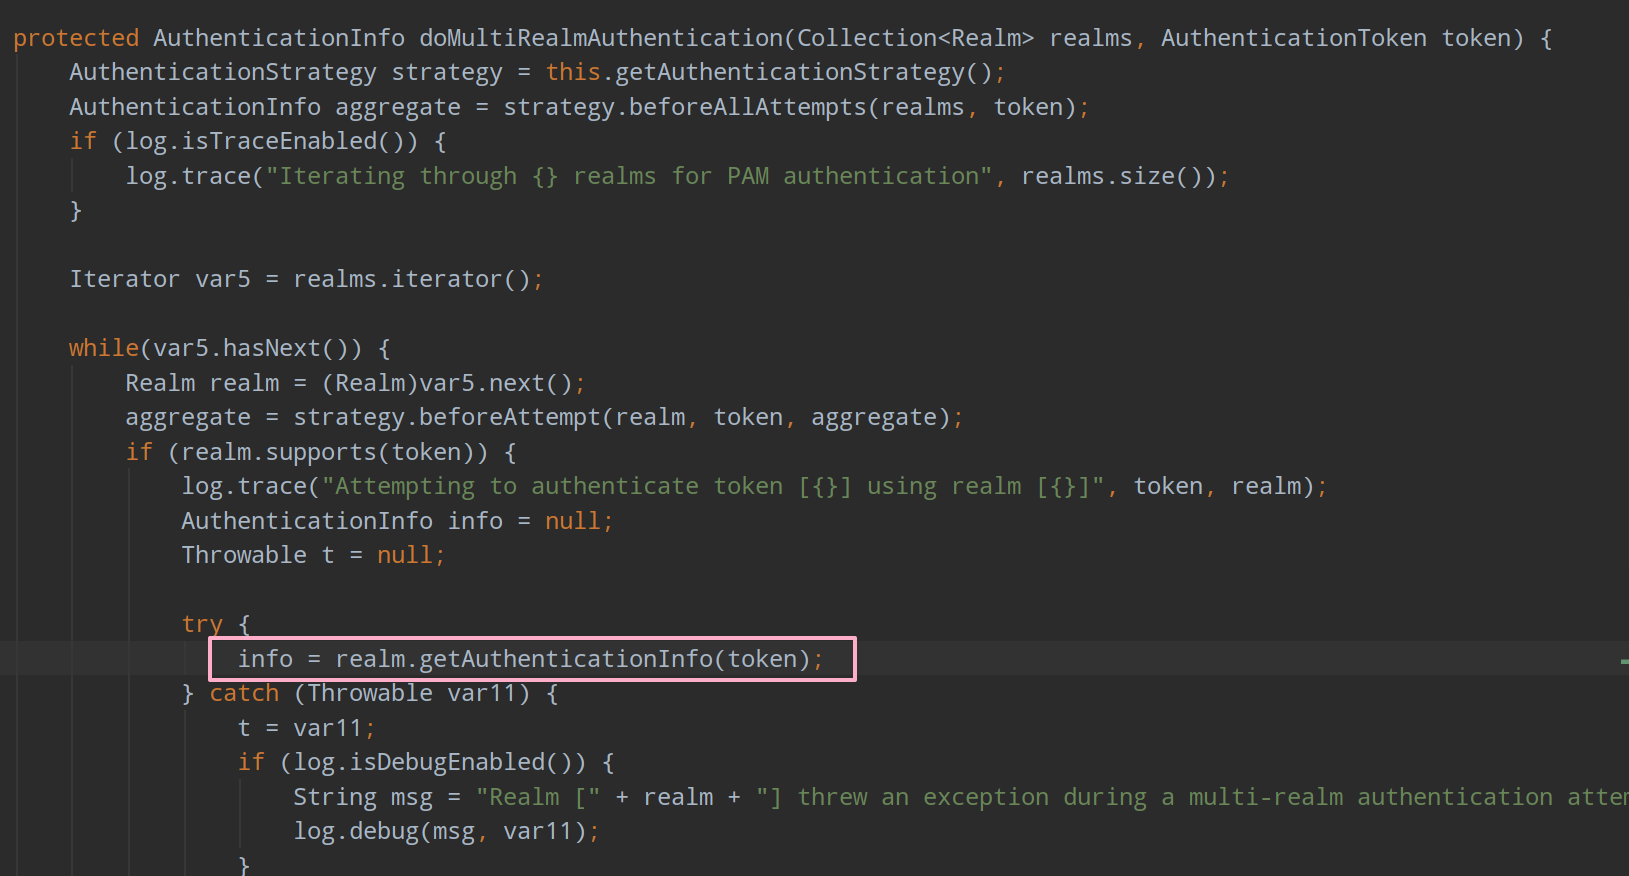 protected AuthenticationInfo doMultiRealmAuthentication(Collection<Realm> realms, AuthenticationToken token) {
AuthenticationStrategy strategy = this.getAuthenticationStrategy();
AuthenticationInfo aggregate = strategy.beforeAllAttempts(realms, token);
if (log.isTraceEnabled()) {
log.trace("Iterating through {} realms for PAM authentication", realms.size());
}
Iterator var5 = realms.iterator();
while(var5.hasNext()) {
Realm realm = (Realm)var5.next();
aggregate = strategy.beforeAttempt(realm, token, aggregate);
if (realm.supports(token)) {
log.trace("Attempting to authenticate token [{}] using realm [{}]", token, realm);
AuthenticationInfo info = null;
Throwable t = null;
try {
info = realm.getAuthenticationInfo(token);
} catch (Throwable var11) {
t = var11;
if (log.isDebugEnabled()) {
String msg = "Realm [" + realm + "] threw an exception during a multi-realm authentication
log.debug(msg, var11);
}